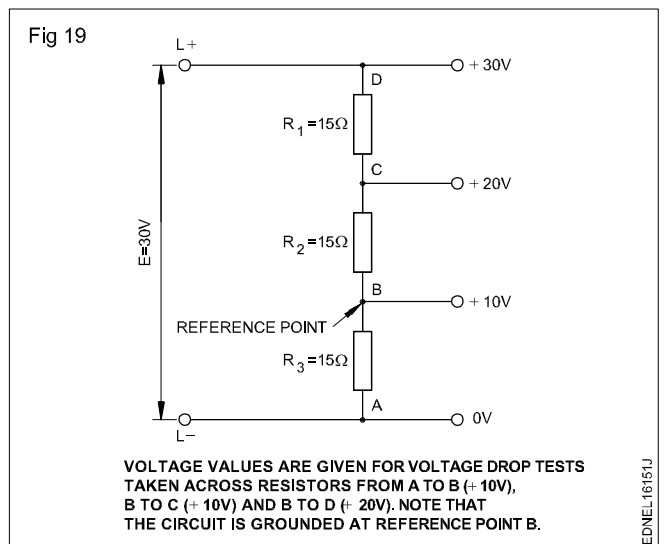 Fig 19
L+
+ 30V
D
R1=15Ω
C
+ 20V
E=30V
R2=15Ω
B
+ 10V
REFERENCE POINT
R3=15Ω
A
0V
L–
VOLTAGE VALUES ARE GIVEN FOR VOLTAGE DROP TESTS
TAKEN ACROSS RESISTORS FROM A TO B (+ 10V),
B TO C (+ 10V) AND B TO D (+ 20V). NOTE THAT
THE CIRCUIT IS GROUNDED AT REFERENCE POINT B.
EDNEL16151J